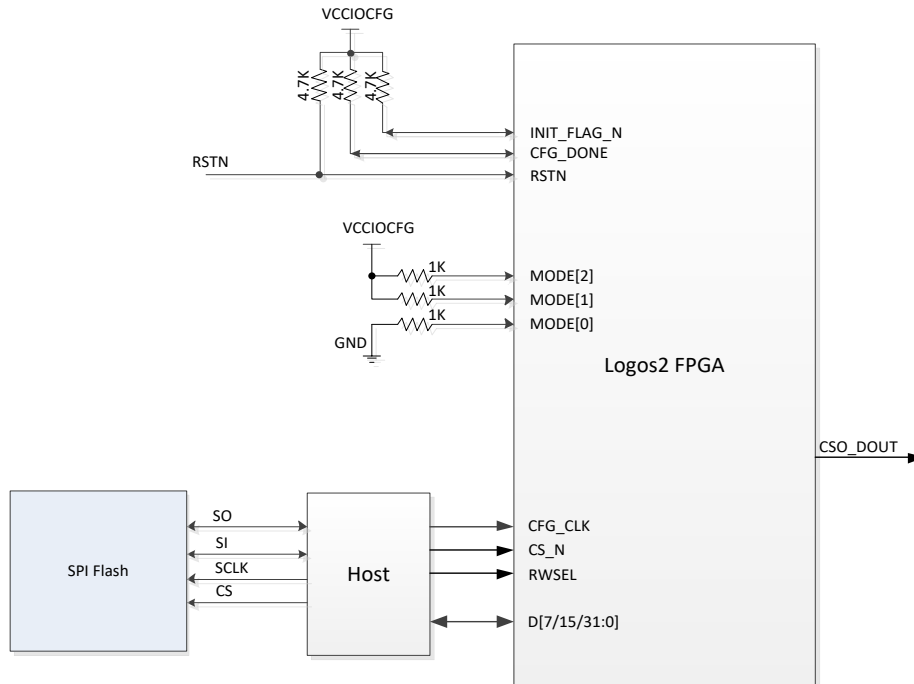 VCCIOCFG
4.7K
4.7K
4.7K
INIT_FLAG_N
CFG_DONE
RSTN
RSTN
VCCIOCFG
1K
MODE[2]
1K
MODE[1]
1K
MODE[0]
GND
Logos2 FPGA
CSO_DOUT
SO
CFG_CLK
SI
CS_N
SPI Flash
SCLK
Host
RWSEL
CS
D[7/15/31:0]